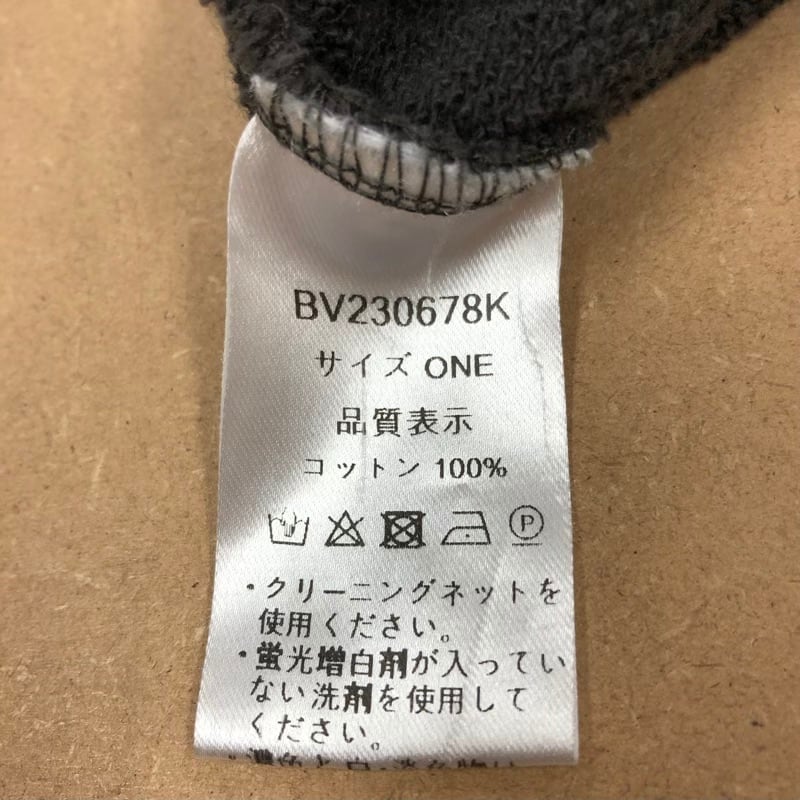 BV230678K
サイズ ONE
品質表示
コットン 100%
P
・クリーニングネットを
使用ください。
・蛍光増白剤が入ってい
ない洗剤を使用して
ください。